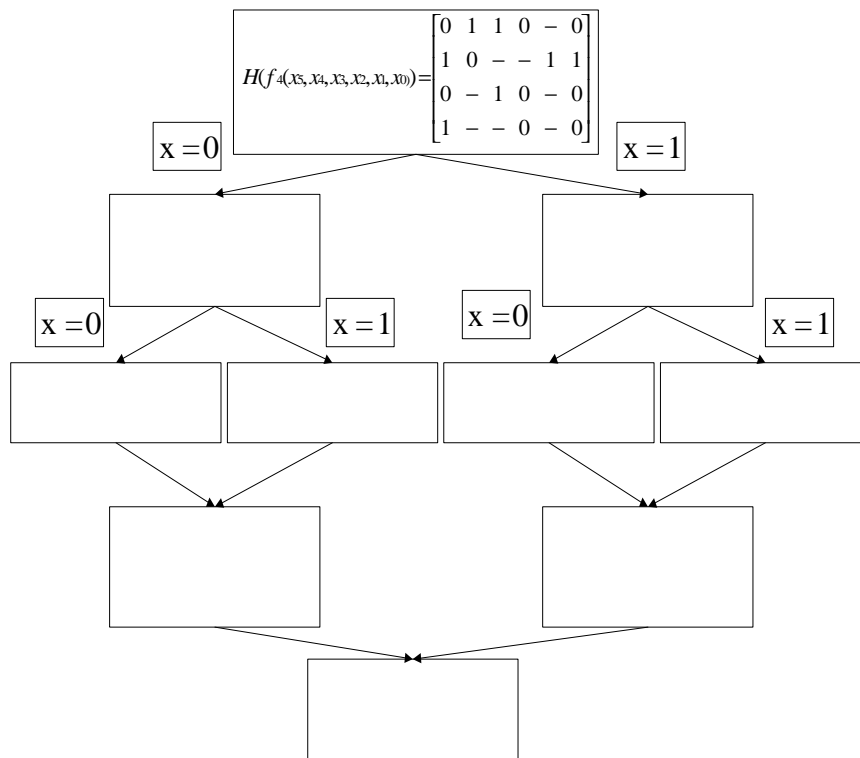 0 1 1 0 − 0
1 0 − − 1 1
H(f4(x5,x4,x3,x2,x1,x0)=
0 − 1 0 − 0
1 − − 0 − 0
x =0
x =1
x =0
x =1
x =0
x =1